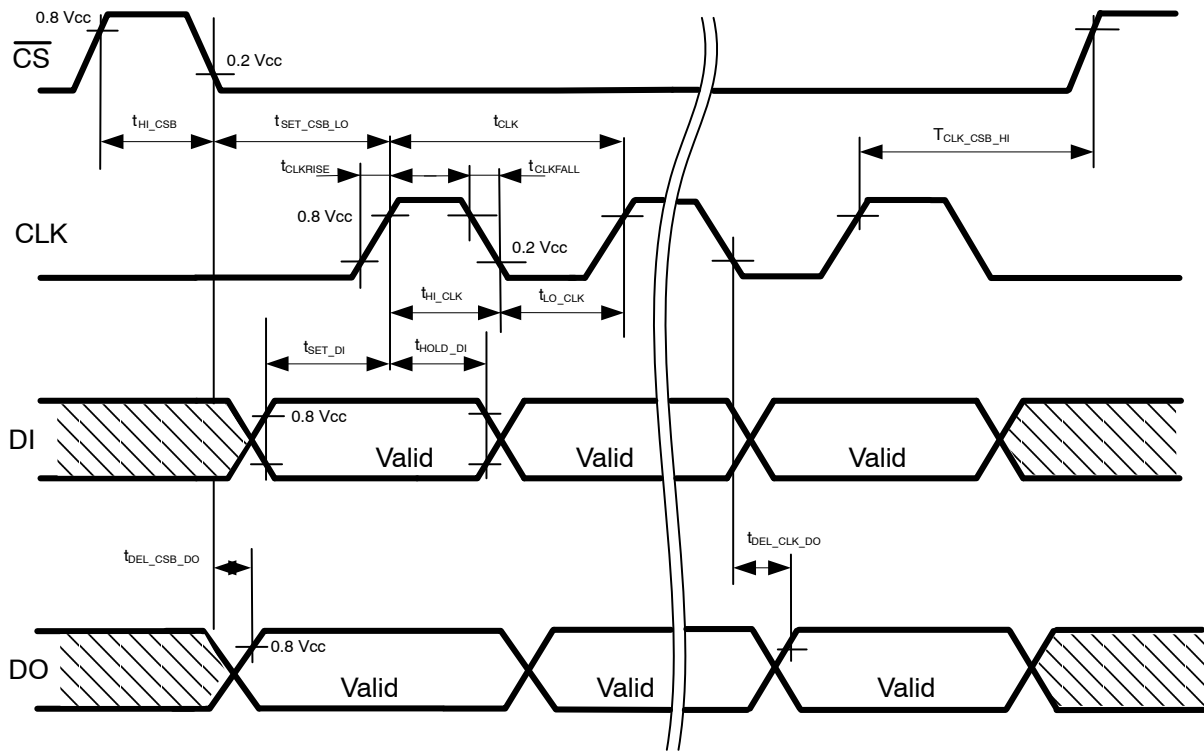 0.8 Vcc
CS
0.2 Vcc
tHI_CSB
tSET_CSB_LO
tCLK
TCLK_CSB_HI
tCLKRISE
tCLKFALL
0.8 Vcc
CLK
0.2 Vcc
tHI_CLK
tLO_CLK
tSET_DI
tHOLD_DI
0.8 Vcc
DI
Valid
Valid
Valid
tDEL_CSB_DO
tDEL_CLK_DO
0.8 Vcc
DO
Valid
Valid
Valid